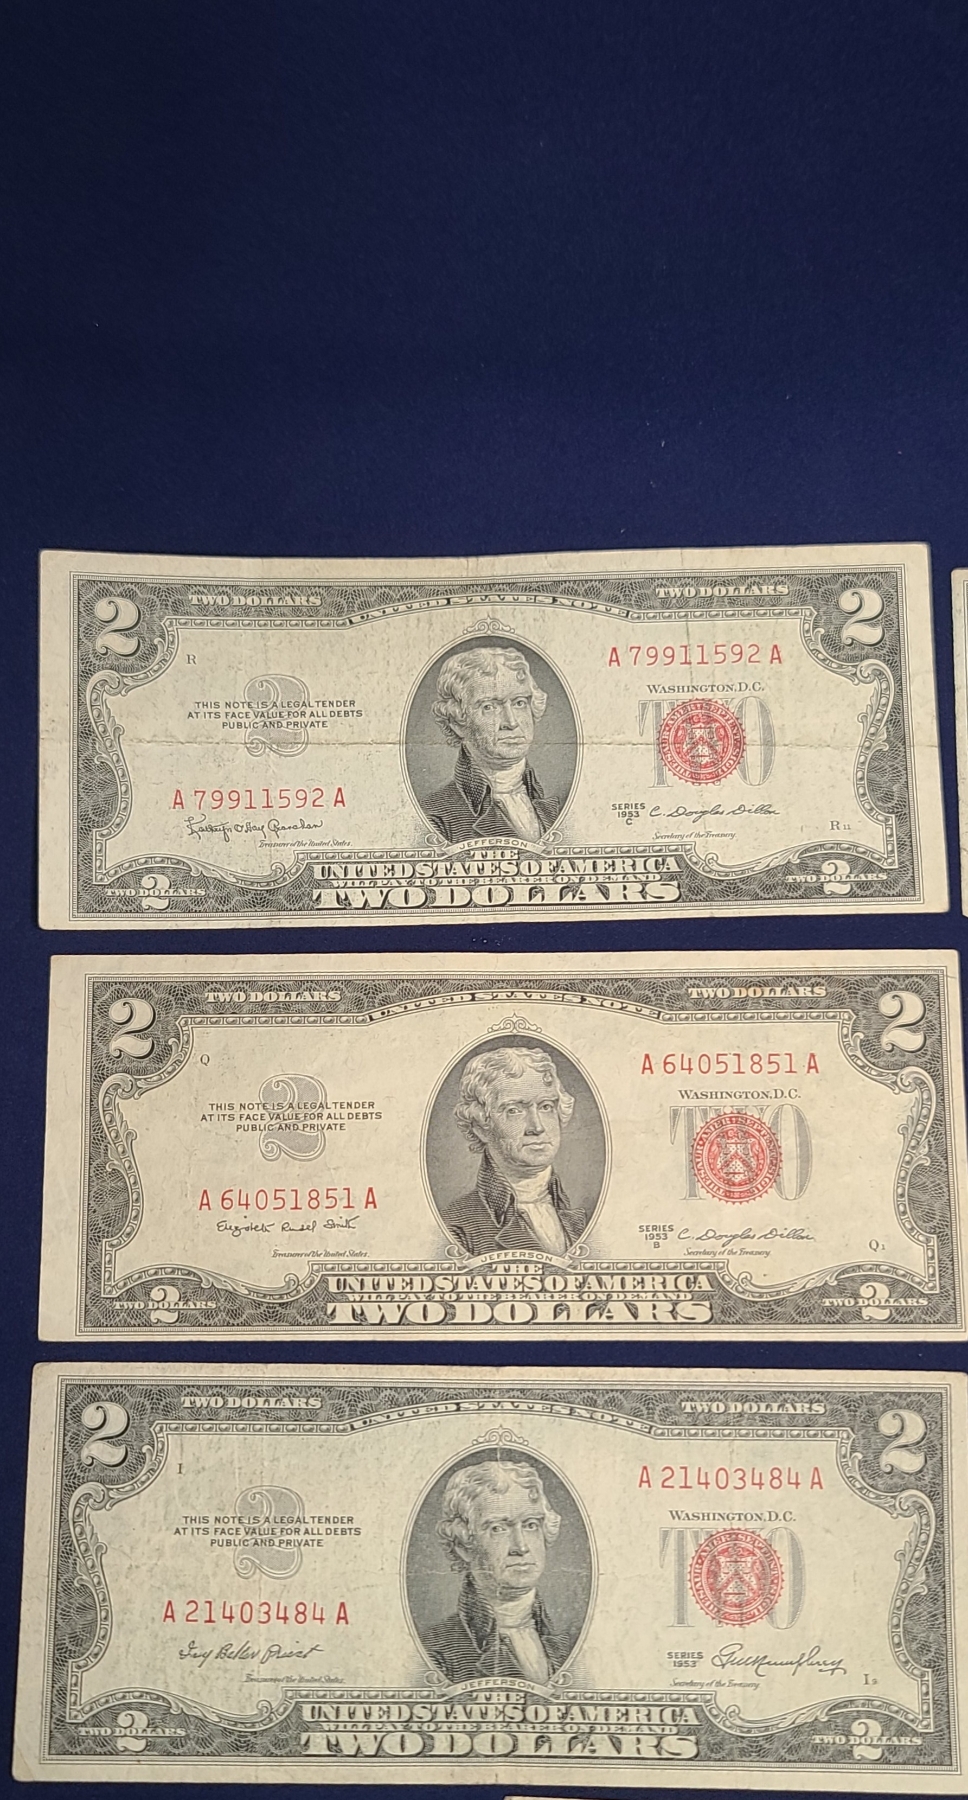 2 TWO DOLLARS UNITED STATES NOTE TWO DOLLARS 2
R
A 79911592 A
WASHINGTON, D.C.
THIS NOTE IS A LEGAL TENDER
AT ITS FACE VALUE FOR ALL DEBTS
PUBLIC AND PRIVATE
2
TWO
A 79911592 A
Kathryn O'Hay Granahan
Treasurer of the United States.
SERIES
1953
C
C. Douglas Dillon
Secretary of the Treasury.
R 11
JEFFERSON
THE
UNITED STATES OF AMERICA
WILL PAY TO THE BEARER ON DEMAND
TWO DOLLARS
TWO DOLLARS 2
TWO DOLLARS 2
2 TWO DOLLARS UNITED STATES NOTE TWO DOLLARS 2
Q
A 64051851 A
WASHINGTON, D.C.
THIS NOTE IS A LEGAL TENDER
AT ITS FACE VALUE FOR ALL DEBTS
PUBLIC AND PRIVATE
2
TWO
A 64051851 A
Elizabeth Rudel Smith
Treasurer of the United States.
SERIES
1953
B
C. Douglas Dillon
Secretary of the Treasury.
Q1
JEFFERSON
THE
UNITED STATES OF AMERICA
WILL PAY TO THE BEARER ON DEMAND
TWO DOLLARS
TWO DOLLARS 2
TWO DOLLARS 2
2 TWO DOLLARS UNITED STATES NOTE TWO DOLLARS 2
I
A 21403484 A
WASHINGTON, D.C.
THIS NOTE IS A LEGAL TENDER
AT ITS FACE VALUE FOR ALL DEBTS
PUBLIC AND PRIVATE
2
TWO
A 21403484 A
Ivy Baker Priest
Treasurer of the United States.
SERIES
1953
G. M. Humphrey
Secretary of the Treasury.
JEFFERSON
THE
UNITED STATES OF AMERICA
WILL PAY TO THE BEARER ON DEMAND
TWO DOLLARS
TWO DOLLARS 2
TWO DOLLARS 2